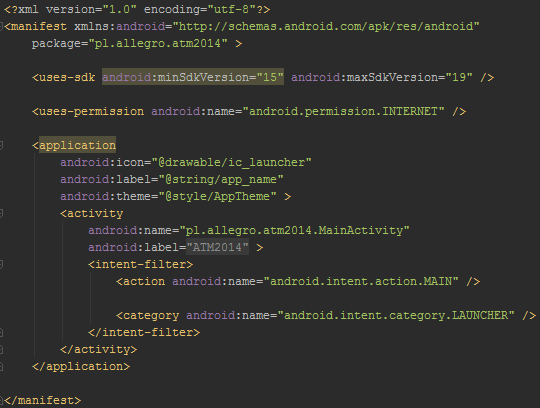 <?xml version="1.0" encoding="utf-8"?>
<manifest xmlns:android="http://schemas.android.com/apk/res/android"
package="pl.allegro.atm2014" >
<uses-sdk android:minSdkVersion="15" android:maxSdkVersion="19" />
<uses-permission android:name="android.permission.INTERNET" />
<application
android:icon="@drawable/ic_launcher"
android:label="@string/app_name"
android:theme="@style/AppTheme" >
<activity
android:name="pl.allegro.atm2014.MainActivity"
android:label="ATM2014" >
<intent-filter>
<action android:name="android.intent.action.MAIN" />
<category android:name="android.intent.category.LAUNCHER" />
</intent-filter>
</activity>
</application>
</manifest>